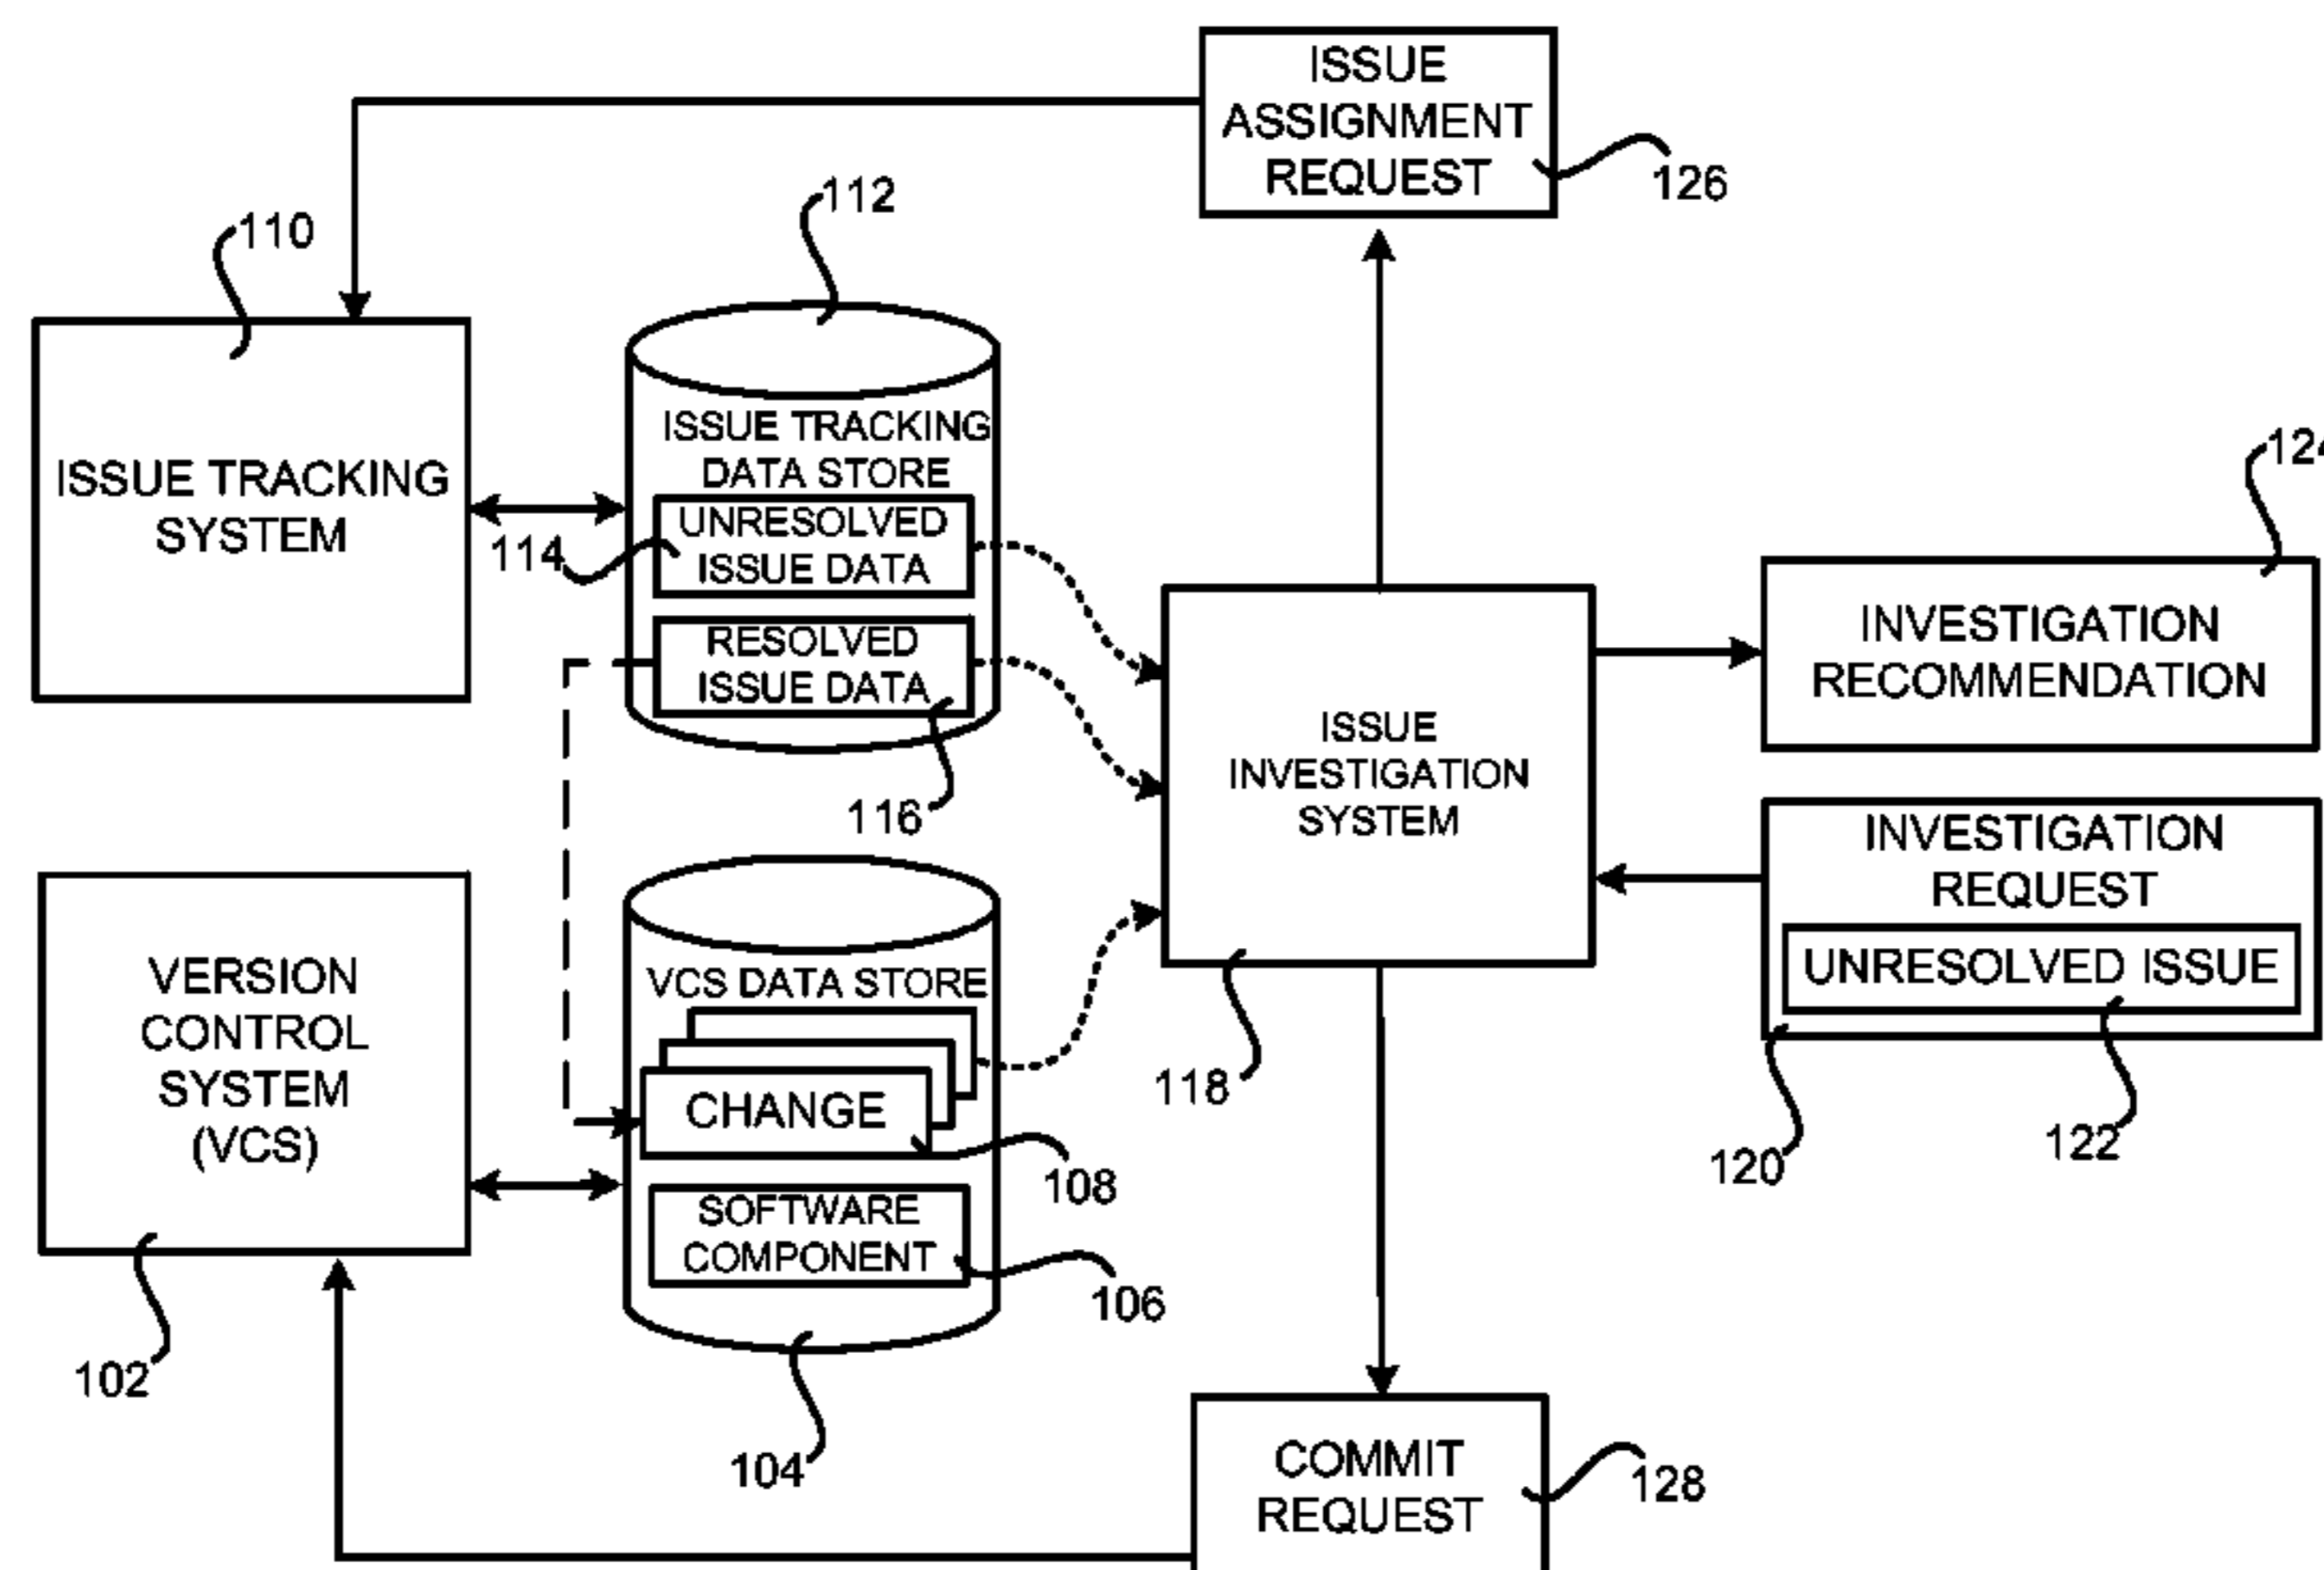 ISSUE
ASSIGNMENT
REQUEST
126
112
110
ISSUE TRACKING
SYSTEM
ISSUE TRACKING
DATA STORE
114
UNRESOLVED
ISSUE DATA
RESOLVED
ISSUE DATA
116
124
INVESTIGATION
RECOMMENDATION
ISSUE
INVESTIGATION
SYSTEM
118
INVESTIGATION
REQUEST
UNRESOLVED ISSUE
120
122
VERSION
CONTROL
SYSTEM
(VCS)
102
VCS DATA STORE
CHANGE
108
SOFTWARE
COMPONENT
106
104
COMMIT
REQUEST
128